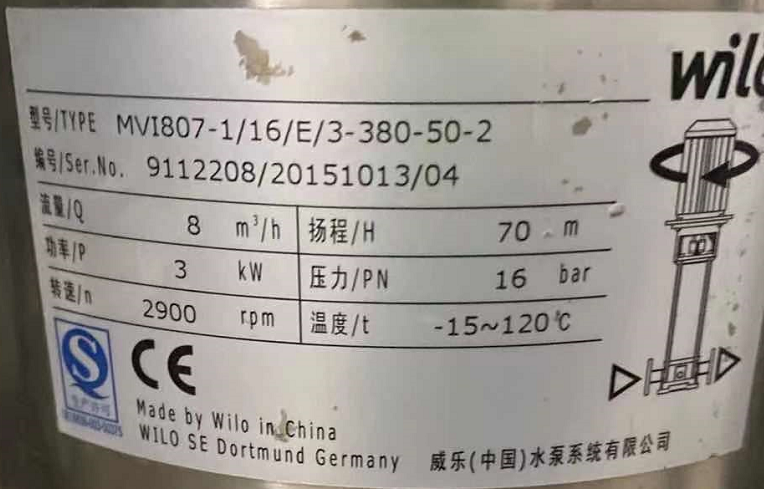 wilo
型号/TYPE MVI807-1/16/E/3-380-50-2
编号/Ser.No. 9112208/20151013/04
流量/Q 8 m³/h 扬程/H 70 m
功率/P 3 kW 压力/PN 16 bar
转速/n 2900 rpm 温度/t -15~120℃
生产许可
CE
Made by Wilo in China
WILO SE Dortmund Germany 威乐(中国)水泵系统有限公司